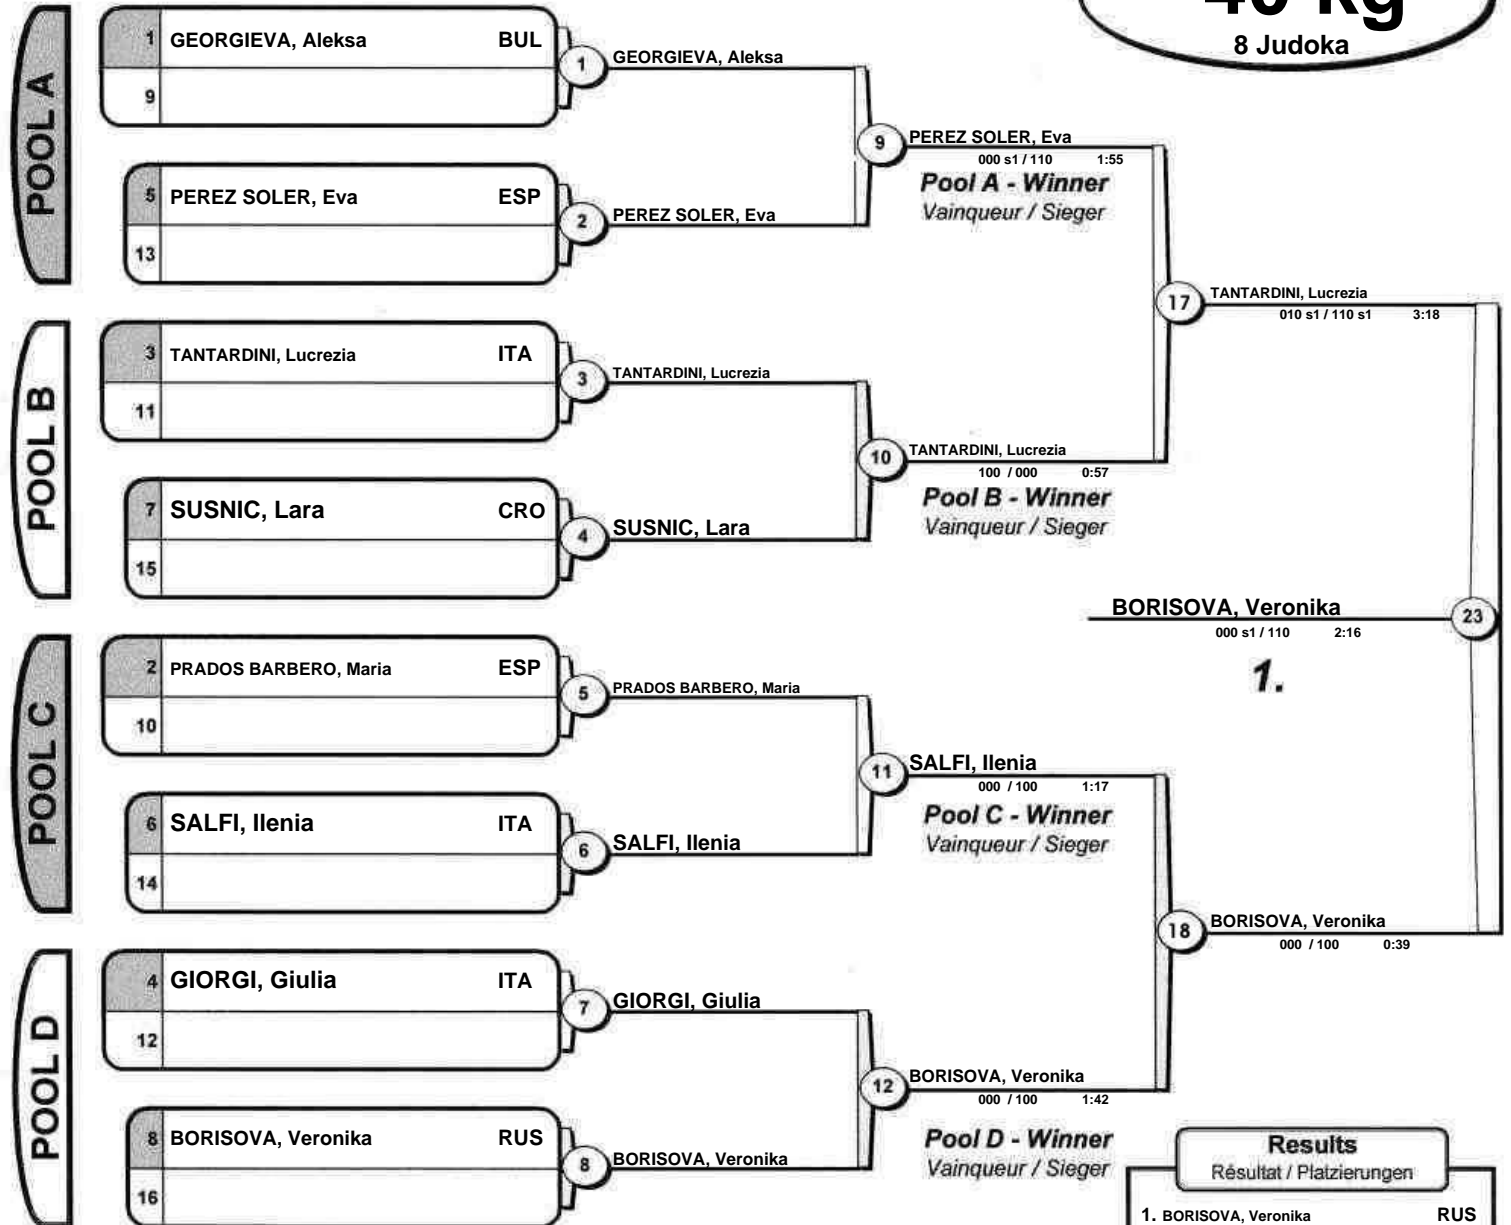 40 kg
8 Judoka
POOL A
1 GEORGIEVA, Aleksa BUL
9
1 GEORGIEVA, Aleksa
5 PEREZ SOLER, Eva ESP
13
2 PEREZ SOLER, Eva
9 PEREZ SOLER, Eva
000 s1 / 110 1:55
Pool A - Winner
Vainqueur / Sieger
POOL B
3 TANTARDINI, Lucrezia ITA
11
3 TANTARDINI, Lucrezia
7 SUSNIC, Lara CRO
15
4 SUSNIC, Lara
10 TANTARDINI, Lucrezia
100 / 000 0:57
Pool B - Winner
Vainqueur / Sieger
17 TANTARDINI, Lucrezia
010 s1 / 110 s1 3:18
BORISOVA, Veronika 23
000 s1 / 110 2:16
1.
POOL C
2 PRADOS BARBERO, Maria ESP
10
5 PRADOS BARBERO, Maria
6 SALFI, Ilenia ITA
14
6 SALFI, Ilenia
11 SALFI, Ilenia
000 / 100 1:17
Pool C - Winner
Vainqueur / Sieger
18 BORISOVA, Veronika
000 / 100 0:39
POOL D
4 GIORGI, Giulia ITA
12
7 GIORGI, Giulia
8 BORISOVA, Veronika RUS
16
8 BORISOVA, Veronika
12 BORISOVA, Veronika
000 / 100 1:42
Pool D - Winner
Vainqueur / Sieger
Results
Résultat / Platzierungen
1. BORISOVA, Veronika RUS